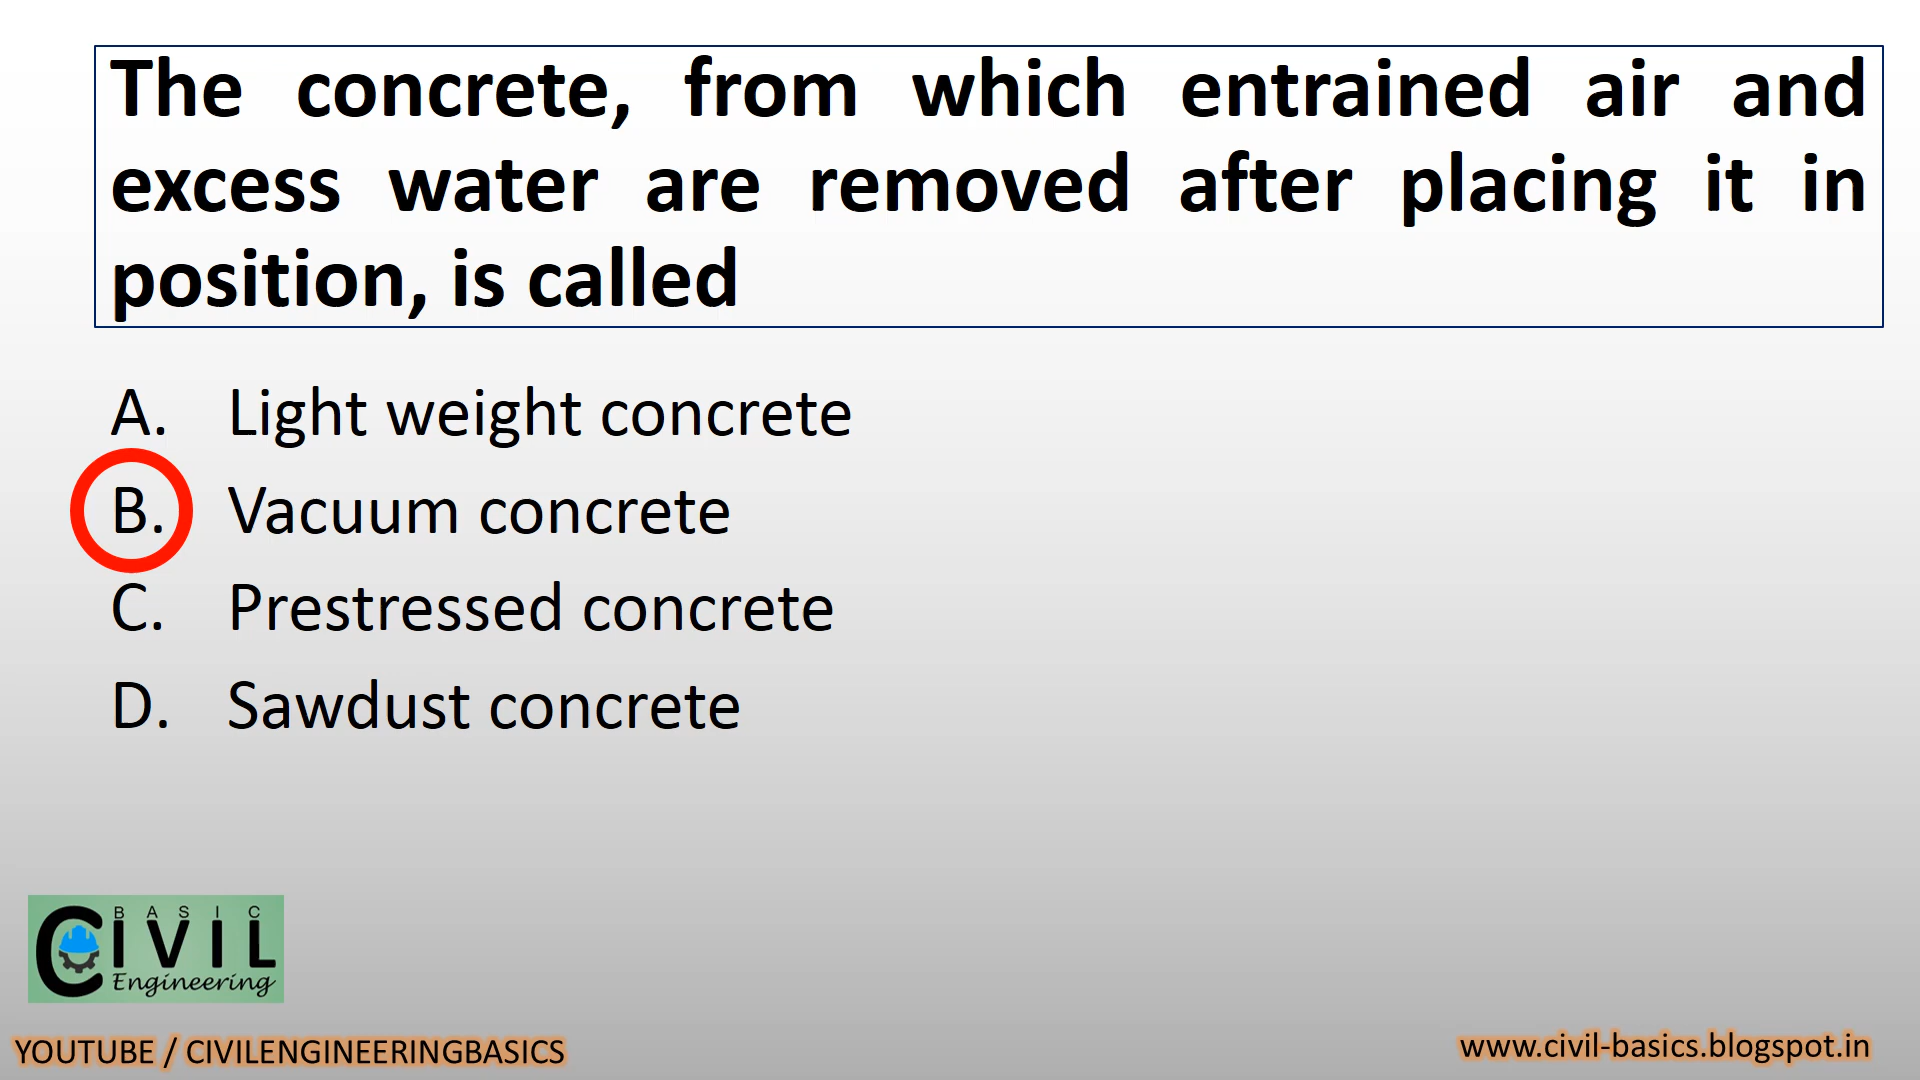 The concrete, from which entrained air and
excess water are removed after placing it in
position, is called
A. Light weight concrete
B. Vacuum concrete
C. Prestressed concrete
D. Sawdust concrete
BASIC
CIVIL
Engineering
YOUTUBE / CIVILENGINEERINGBASICS
www.civil-basics.blogspot.in